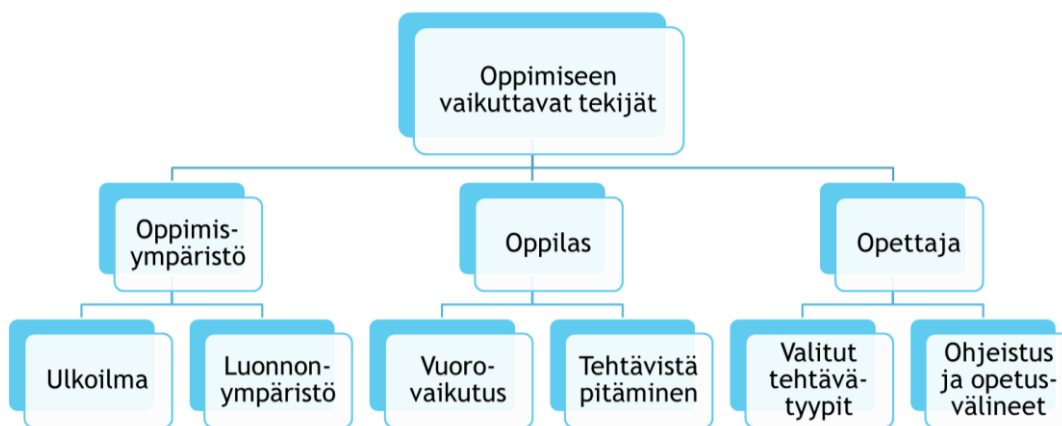 Oppimiseen
vaikuttavat tekijät
Oppimis-
ympäristö
Oppilas
Opettaja
Ulkoilma
Luonnon-
ympäristö
Vuoro-
vaikutus
Tehtävistä
pitäminen
Valitut
tehtävä-
tyypit
Ohjeistus
ja opetus-
välineet